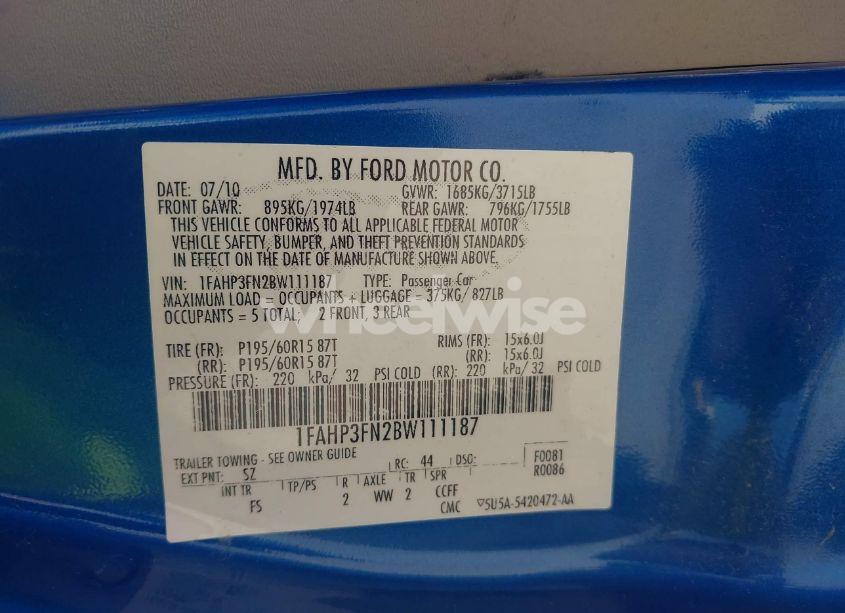 MFD. BY FORD MOTOR CO.
DATE: 07/10 GVWR: 1685KG/3715LB
FRONT GAWR: 895KG/1974LB REAR GAWR: 796KG/1755LB
THIS VEHICLE CONFORMS TO ALL APPLICABLE FEDERAL MOTOR
VEHICLE SAFETY, BUMPER, AND THEFT PREVENTION STANDARDS
IN EFFECT ON THE DATE OF MANUFACTURE SHOWN ABOVE.
VIN: 1FAHP3FN2BW111187 TYPE: Passenger Car
MAXIMUM LOAD = OCCUPANTS + LUGGAGE = 375KG/ 827LB
OCCUPANTS = 5 TOTAL; 2 FRONT, 3 REAR
wheelwise
TIRE (FR): P195/60R15 87T RIMS (FR): 15x6.0J
(RR): P195/60R15 87T (RR): 15x6.0J
PRESSURE (FR): 220 kPa/ 32 PSI COLD (RR): 220 kPa/ 32 PSI COLD
1FAHP3FN2BW111187
TRAILER TOWING - SEE OWNER GUIDE RC: 44 DSO: F0081
EXT PNT: SZ R0086
INT TR TP/PS R AXLE TR SPR
FS 2 WW 2 CCFF
CMC ▽5U5A-5420472-AA